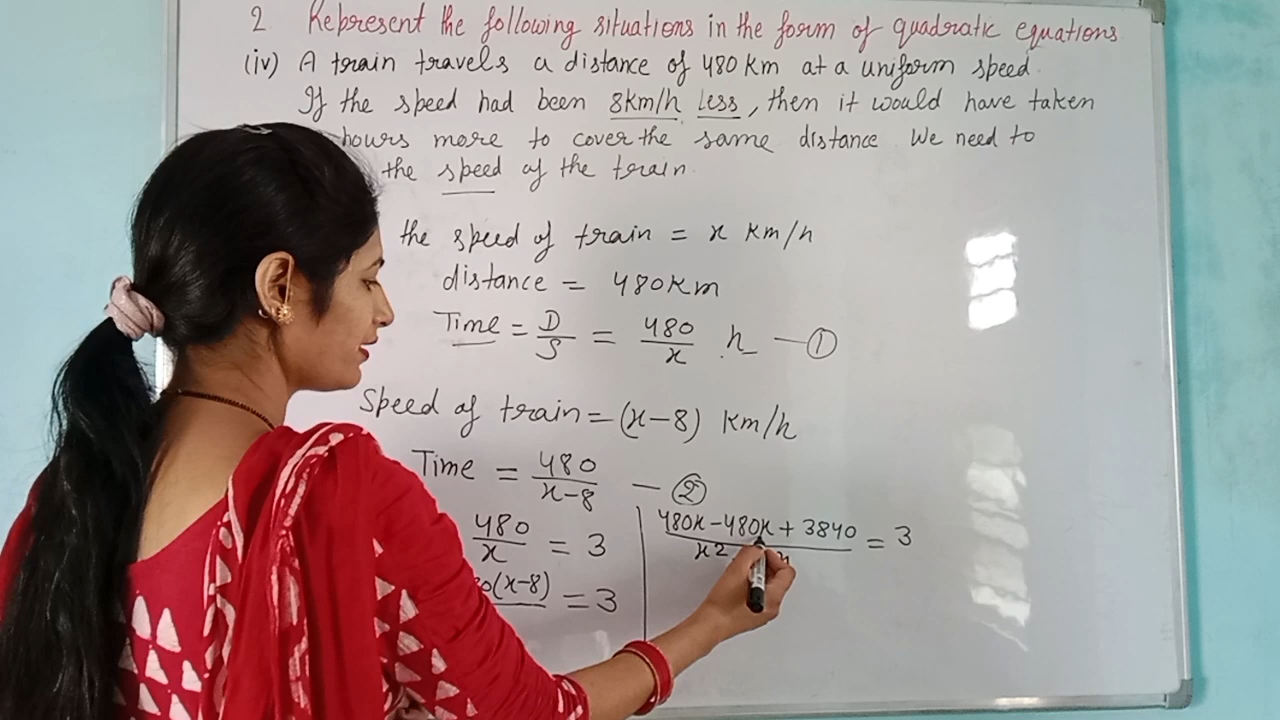 2 Represent the following situations in the form of quadratic equations
(iv) A train travels a distance of 480 Km at a uniform speed.
If the speed had been 8km/h less, then it would have taken
hours more to cover the same distance. We need to
the speed of the train.
the speed of train = x km/h
distance = 480Km
Time = D/S = 480/x h — ①
Speed of train = (x-8) Km/h
Time = 480/x-8 — ②
480/x = 3
(x-8) = 3
480x-480x+3840 = 3
x2